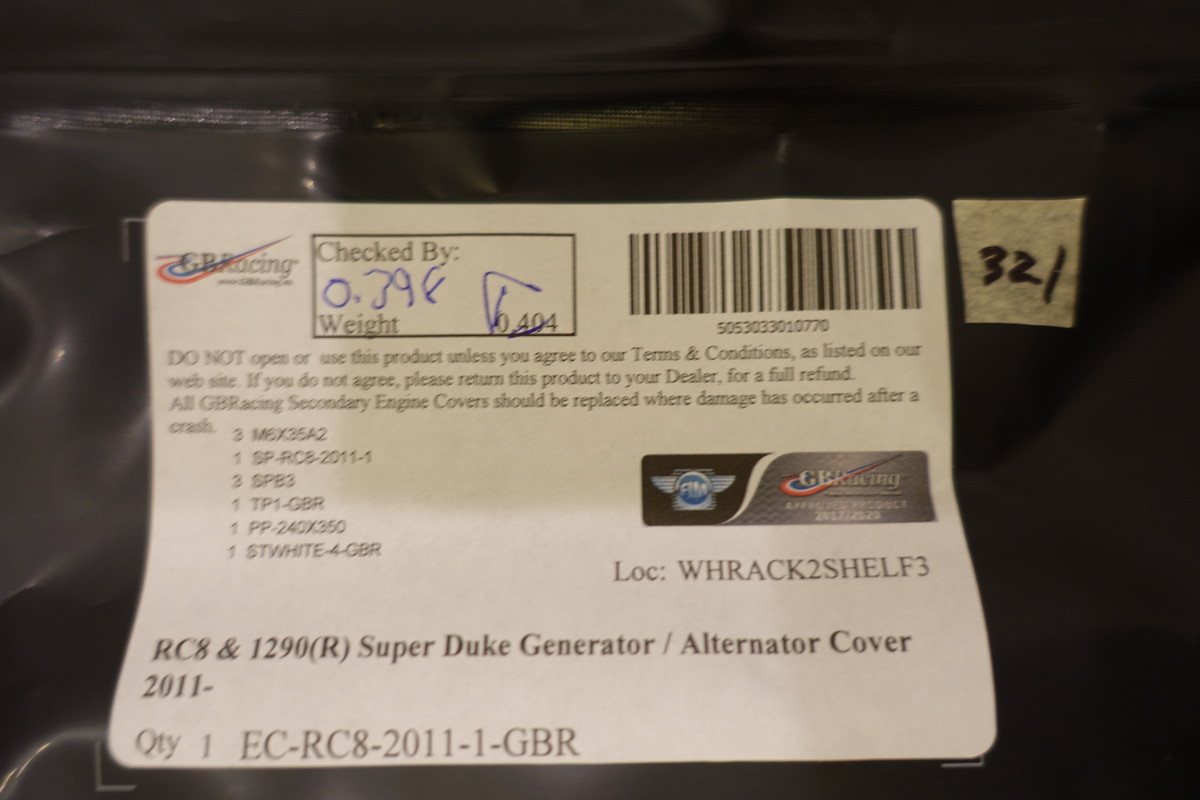 GBRacing
Checked By:
0.398
Weight 0.404
5053033010770
321
DO NOT open or use this product unless you agree to our Terms & Conditions, as listed on our
web site. If you do not agree, please return this product to your Dealer, for a full refund.
All GBRacing Secondary Engine Covers should be replaced where damage has occurred after a
crash.
3 M6X35A2
1 SP-RC8-2011-1
3 SPB3
1 TP1-GBR
1 PP-240X350
1 STWHITE-4-GBR
FIM
GBRacing
APPROVED PRODUCT
2017/2020
Loc: WHRACK2SHELF3
RC8 & 1290(R) Super Duke Generator / Alternator Cover
2011-
Qty 1 EC-RC8-2011-1-GBR